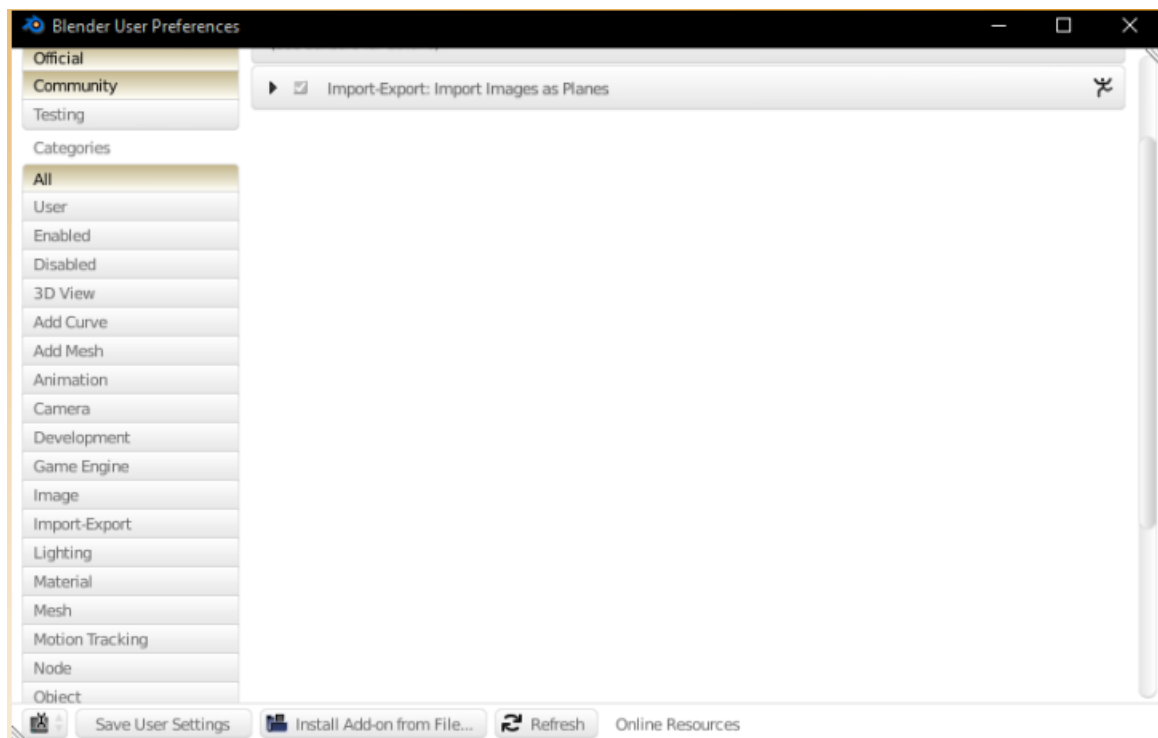 Blender User Preferences
Official
Community
Testing
Categories
All
User
Enabled
Disabled
3D View
Add Curve
Add Mesh
Animation
Camera
Development
Game Engine
Image
Import-Export
Lighting
Material
Mesh
Motion Tracking
Node
Object
Import-Export: Import Images as Planes
Save User Settings
Install Add-on from File...
Refresh
Online Resources